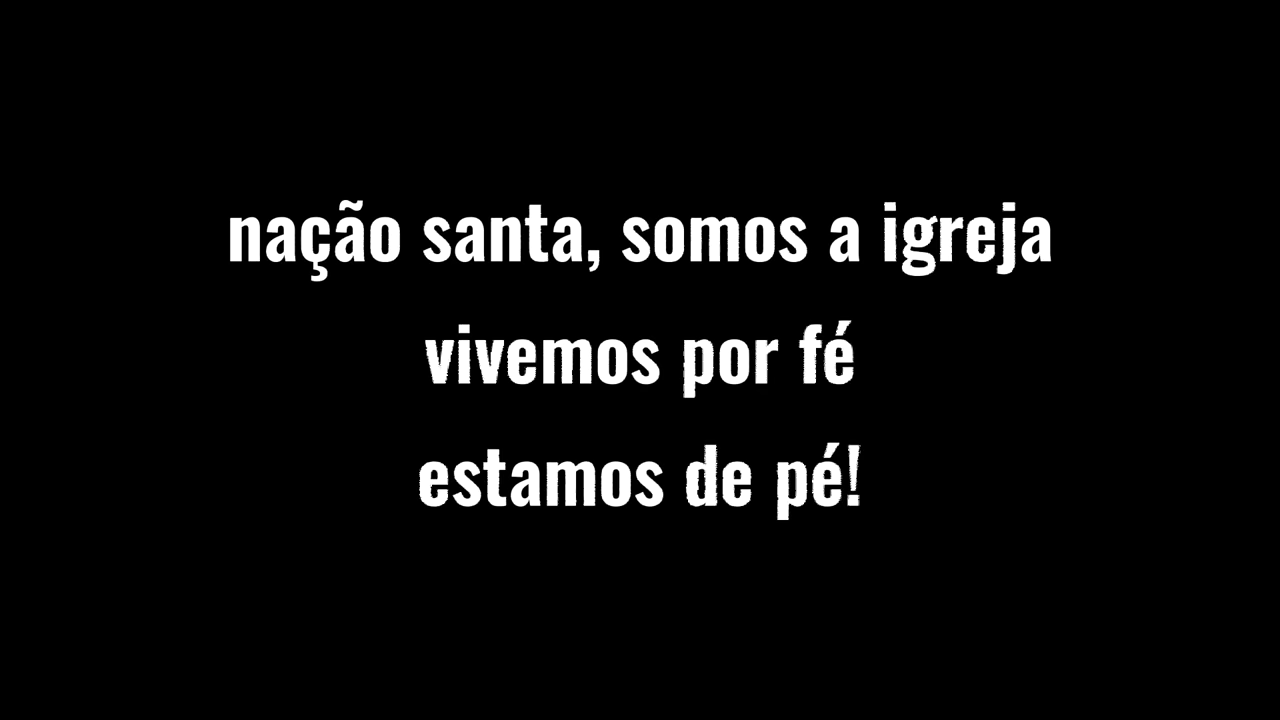 nação santa, somos a igreja
vivemos por fé
estamos de pé!